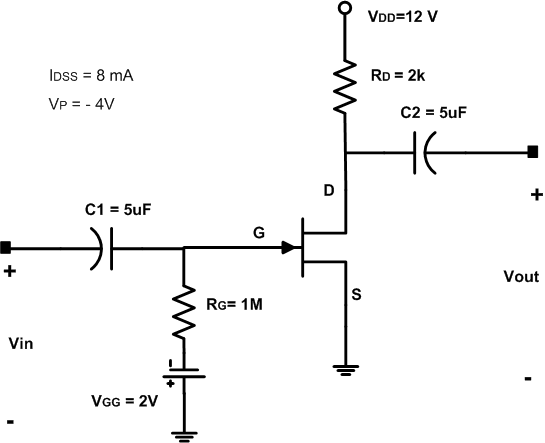 VDD=12 V
IDSS = 8 mA
RD = 2k
VP = - 4V
C2 = 5uF
D
+
C1 = 5uF
G
+
Vout
S
RG= 1M
Vin
-
+
VGG = 2V
-
-